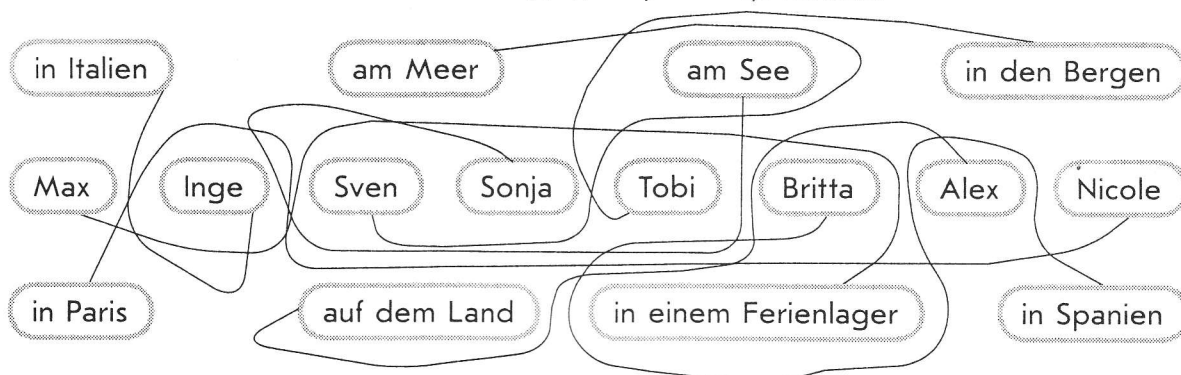 in Italien am Meer am See in den Bergen
Max Inge Sven Sonja Tobi Britta Alex Nicole
in Paris auf dem Land in einem Ferienlager in Spanien